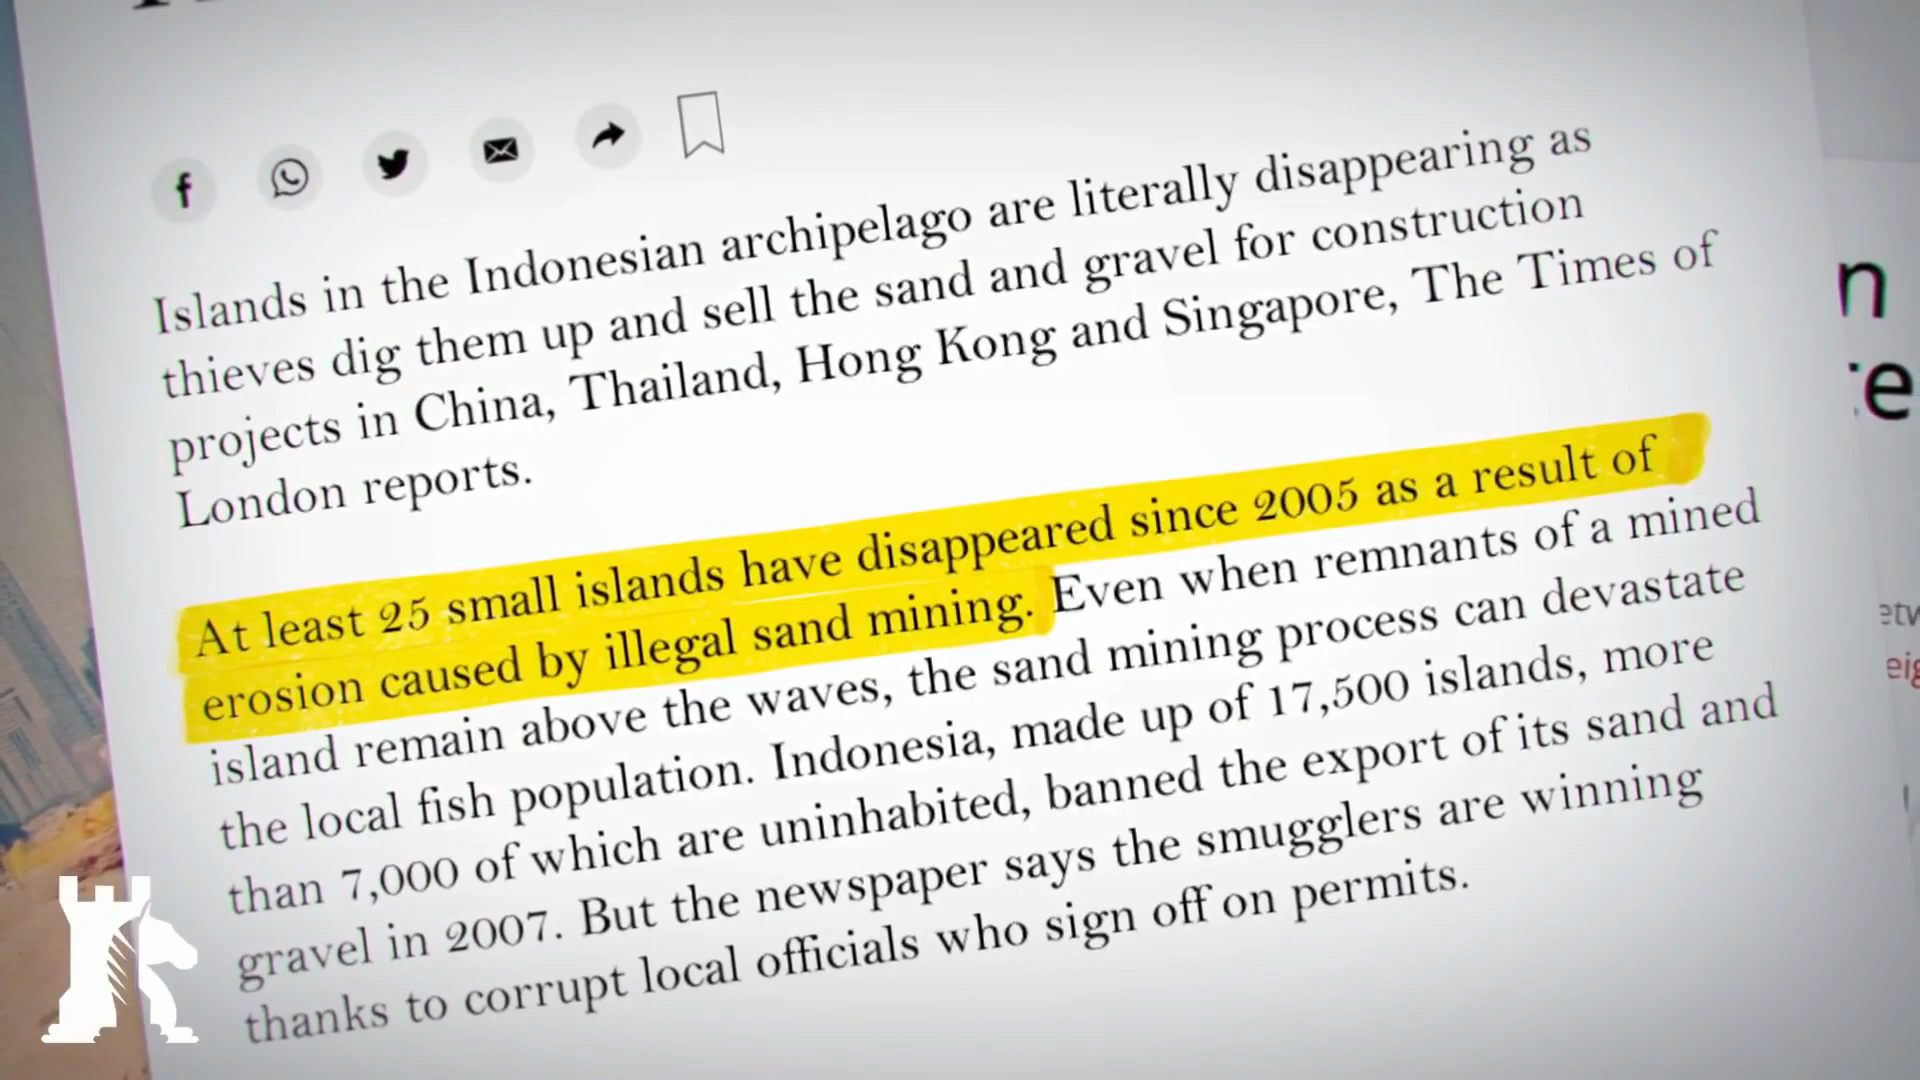 Islands in the Indonesian archipelago are literally disappearing as
thieves dig them up and sell the sand and gravel for construction
projects in China, Thailand, Hong Kong and Singapore, The Times of
London reports.
At least 25 small islands have disappeared since 2005 as a result of
erosion caused by illegal sand mining. Even when remnants of a mined
island remain above the waves, the sand mining process can devastate
the local fish population. Indonesia, made up of 17,500 islands, more
than 7,000 of which are uninhabited, banned the export of its sand and
gravel in 2007. But the newspaper says the smugglers are winning
thanks to corrupt local officials who sign off on permits.